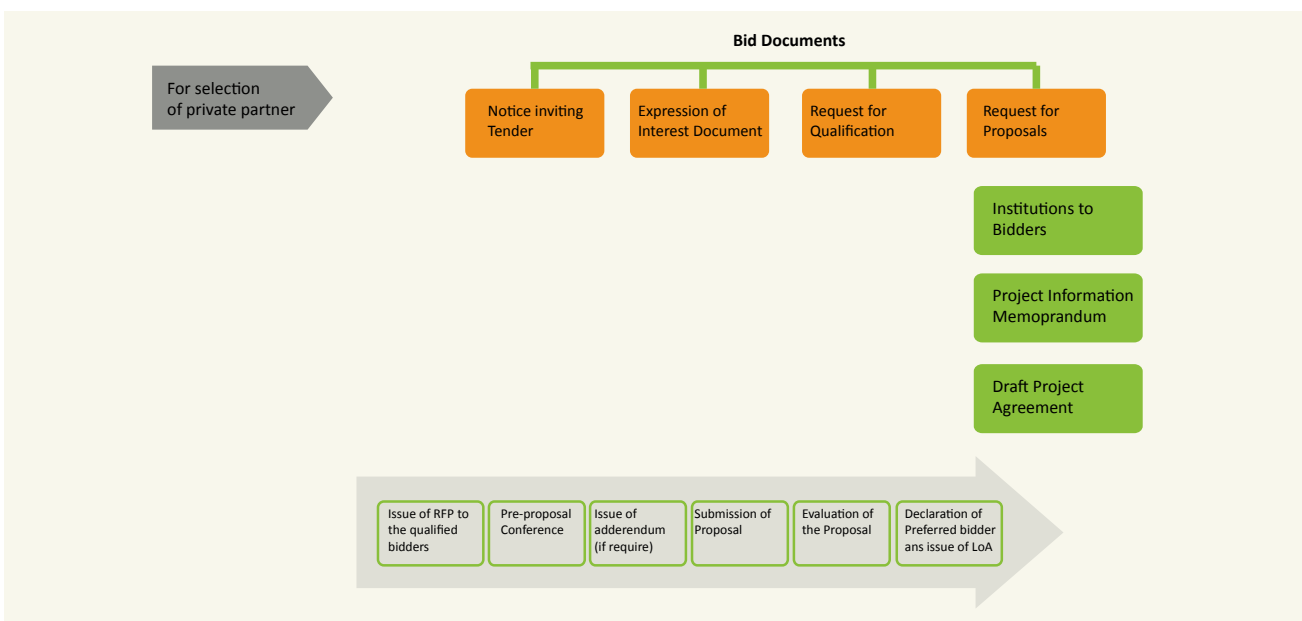 Bid Documents
For selection
of private partner
Notice inviting
Tender
Expression of
Interest Document
Request for
Qualification
Request for
Proposals
Institutions to
Bidders
Project Information
Memoprandum
Draft Project
Agreement
Issue of RFP to
the qualified
bidders
Pre-proposal
Conference
Issue of
adderendum
(if require)
Submission of
Proposal
Evaluation of
the Proposal
Declaration of
Preferred bidder
ans issue of LoA